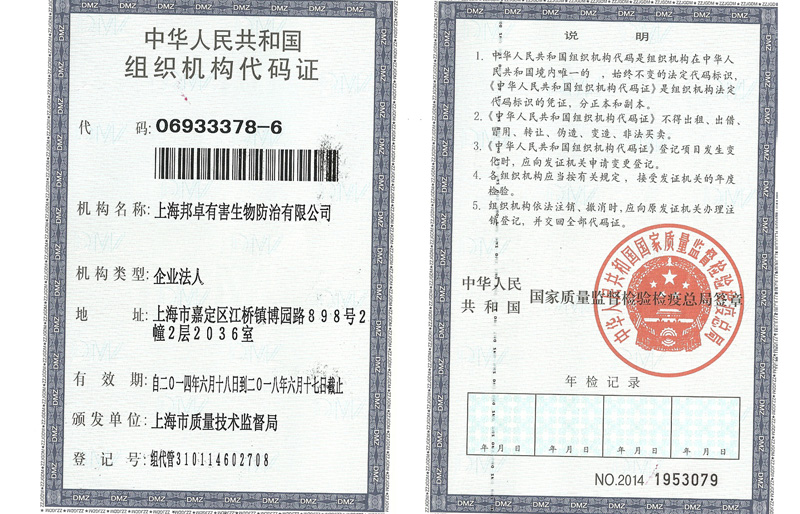 中华人民共和国
组织机构代码证
代 码: 06933378-6
机构名称: 上海邦卓有害生物防治有限公司
机构类型: 企业法人
地 址: 上海市嘉定区江桥镇博园路898号2
幢2层2036室
有 效 期: 自二0一四年六月十八日到二0一八年六月十七日截止
颁发单位: 上海市质量技术监督局
登 记 号: 组代管310114602708
说 明
1. 中华人民共和国组织机构代码是组织机构在中华人
民共和国境内唯一的 ，始终不变的法定代码标识，
《中华人民共和国组织机构代码证》是组织机构法定
代码标识的凭证，分正本和副本。
2.《中华人民共和国组织机构代码证》不得出租、出借、
冒用、转让、伪造、变造、非法买卖。
3.《中华人民共和国组织机构代码证》登记项目发生变
化时，应向发证机关申请变更登记。
4. 各组织机构应当按有关规定，接受发证机关的年度
检验。
5. 组织机构依法注销、撤消时，应向原发证机关办理注
销登记，并交回全部代码证。
中华人民
共和国
国家质量监督检验检疫总局签章
中华人民共和国国家质量监督检验检疫总局
年检记录
年 月 日 年 月 日 年 月 日 年 月 日
NO.2014 1953079